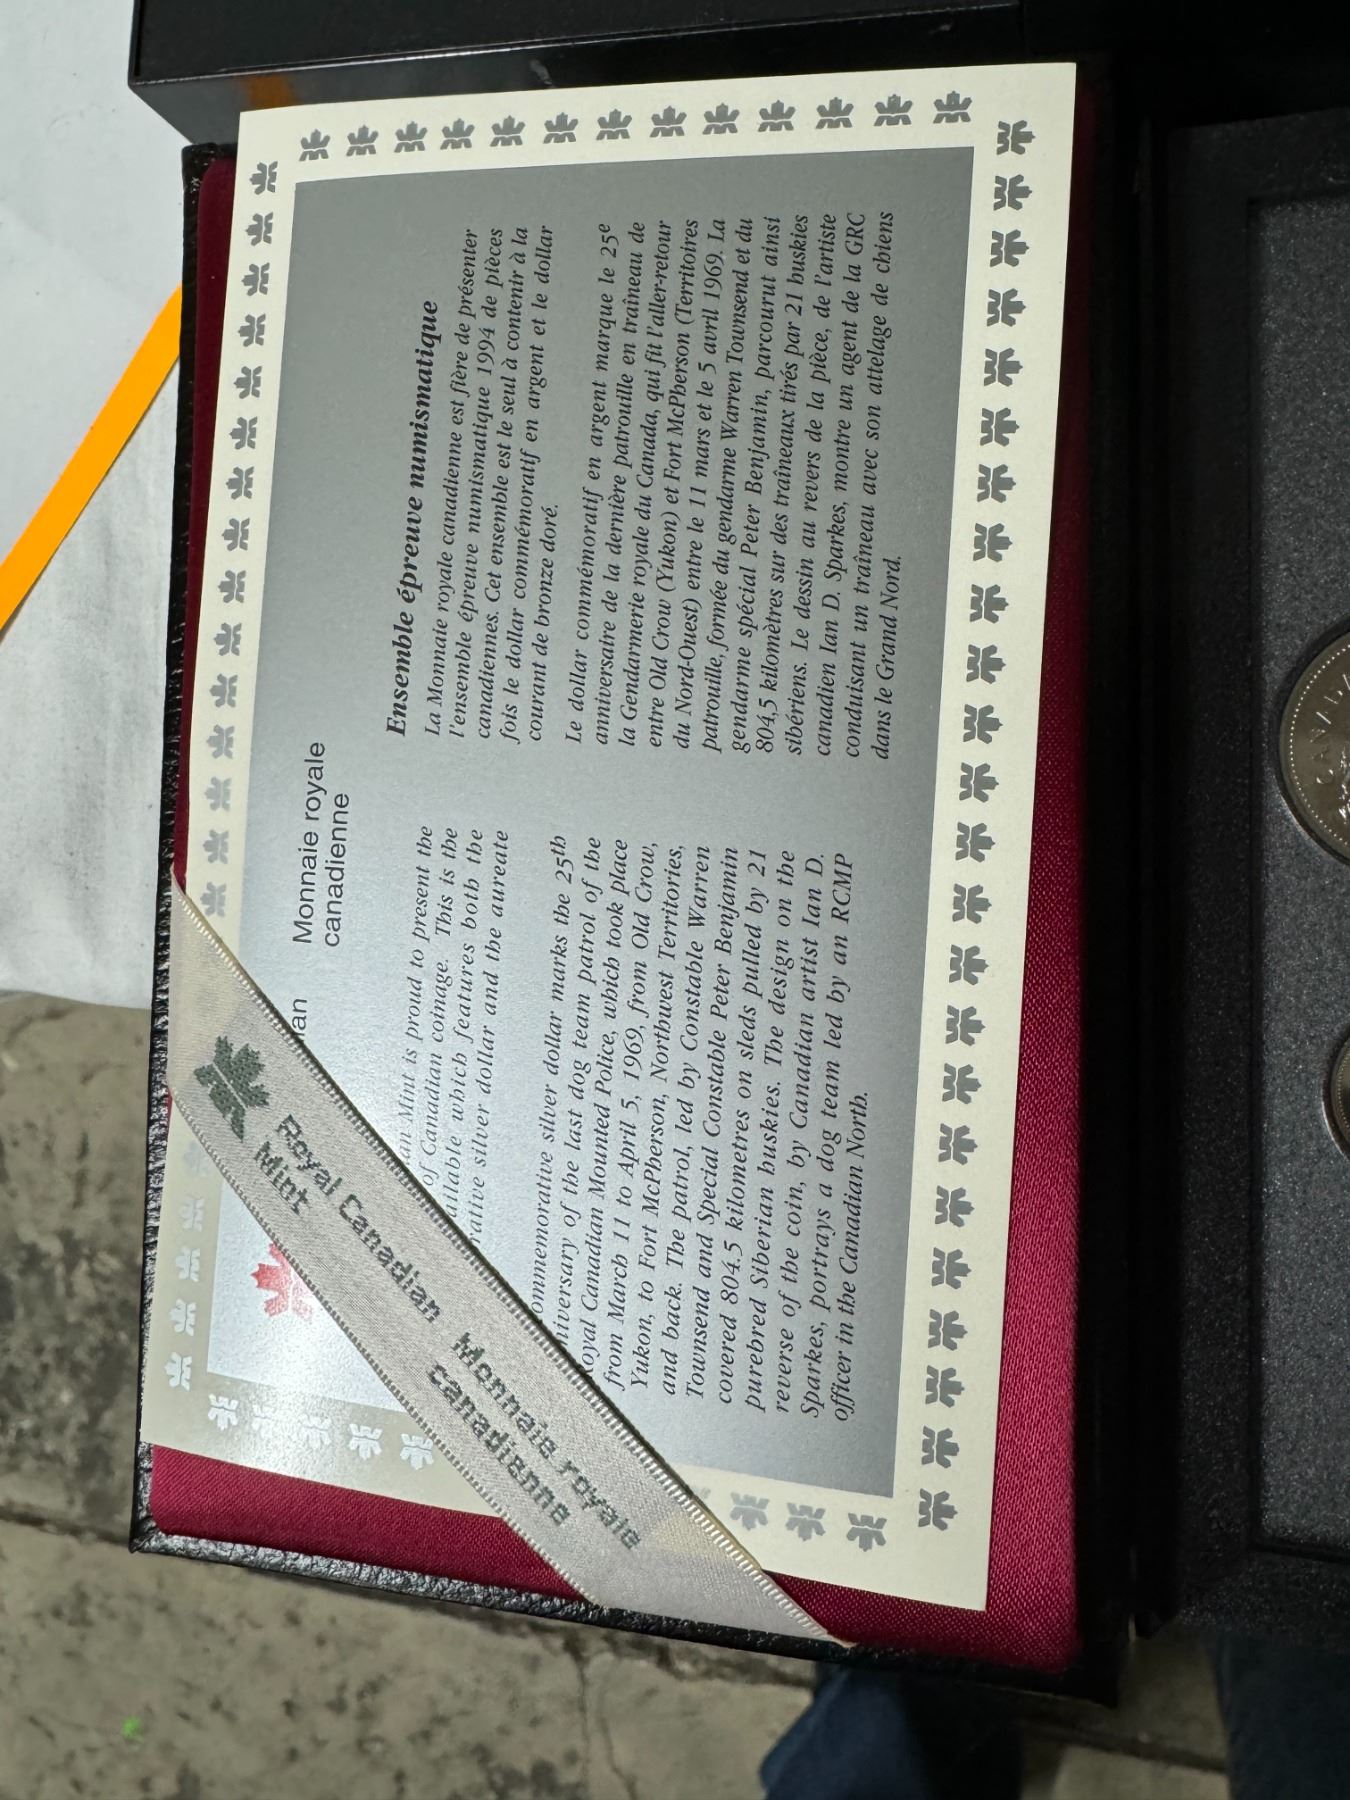 Royal Canadian
Mint
Monnaie royale
canadienne
Monnaie royale
canadienne
Mint is proud to present the
of Canadian coinage. This is the
which features both the
silver dollar and the aureate
silver dollar marks the 25th
of the last dog team patrol of the
Canadian Mounted Police, which took place
from March 11 to April 5, 1969, from Old Crow,
Yukon, to Fort McPherson, Northwest Territories,
and back. The patrol, led by Constable Warren
Townsend and Special Constable Peter Benjamin
covered 804.5 kilometres on sleds pulled by 21
purebred Siberian huskies. The design on the
reverse of the coin, by Canadian artist Ian D.
Sparkes, portrays a dog team led by an RCMP
officer in the Canadian North.
Ensemble épreuve numismatique
La Monnaie royale canadienne est fière de présenter
l'ensemble épreuve numismatique 1994 de pièces
canadiennes. Cet ensemble est le seul à contenir à la
fois le dollar commémoratif en argent et le dollar
courant de bronze doré.
Le dollar commémoratif en argent marque le 25e
anniversaire de la dernière patrouille en traîneau de
la Gendarmerie royale du Canada, qui fit l'aller-retour
entre Old Crow (Yukon) et Fort McPherson (Territoires
du Nord-Ouest) entre le 11 mars et le 5 avril 1969. La
patrouille, formée du gendarme Warren Townsend et du
gendarme spécial Peter Benjamin, parcourut ainsi
804,5 kilomètres sur des traîneaux tirés par 21 huskies
sibériens. Le dessin au revers de la pièce, de l'artiste
canadien Ian D. Sparkes, montre un agent de la GRC
conduisant un traîneau avec son attelage de chiens
dans le Grand Nord.